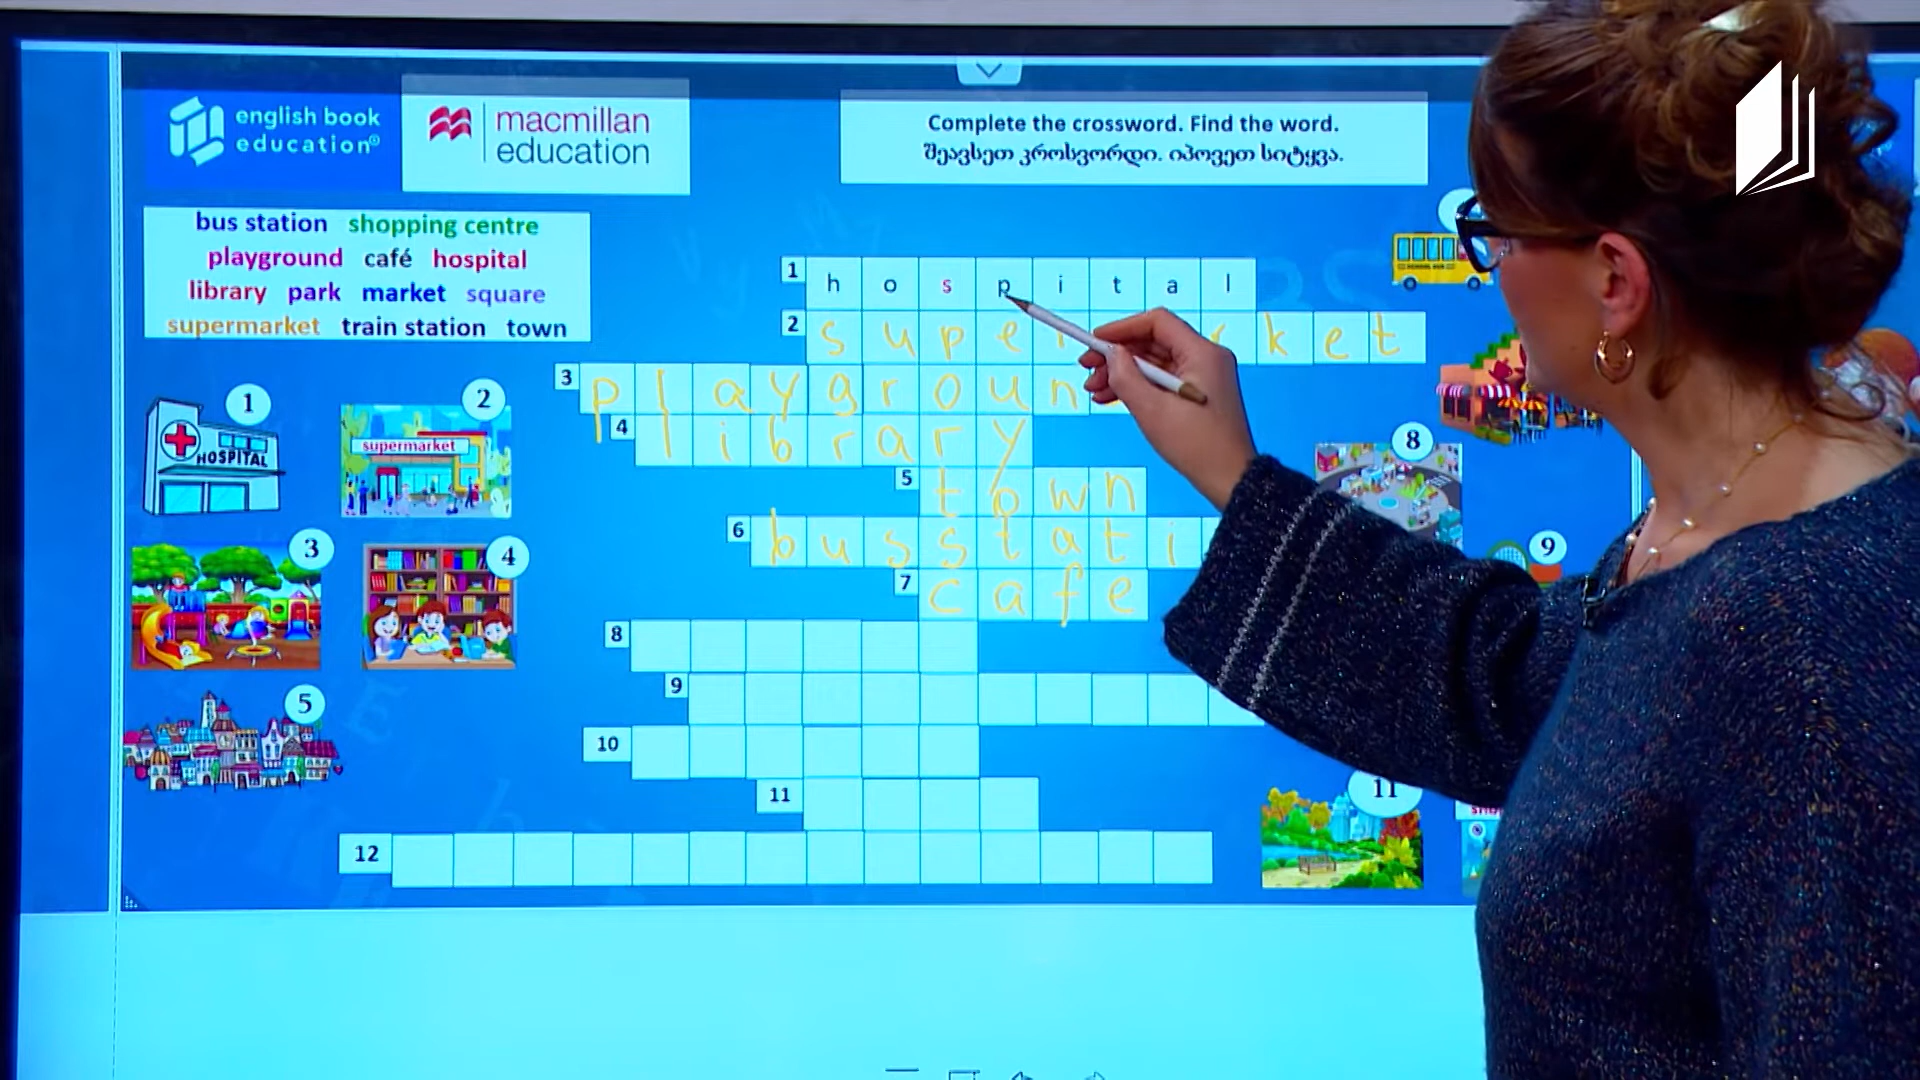 english book
education®
macmillan
education
Complete the crossword. Find the word.
შეავსეთ კროსვორდი. იპოვეთ სიტყვა.
bus station shopping centre
playground café hospital
library park market square
supermarket train station town
1 h o s p i t a l
2 s u p e r k e t
3 p l a y g r o u n
4 l i b r a r y
5 t o w n
6 b u s s t a t i
7 c a f e
8
9
10
11
12
1
HOSPITAL
2
supermarket
3
4
5
SCHOOL BUS
8
9
11